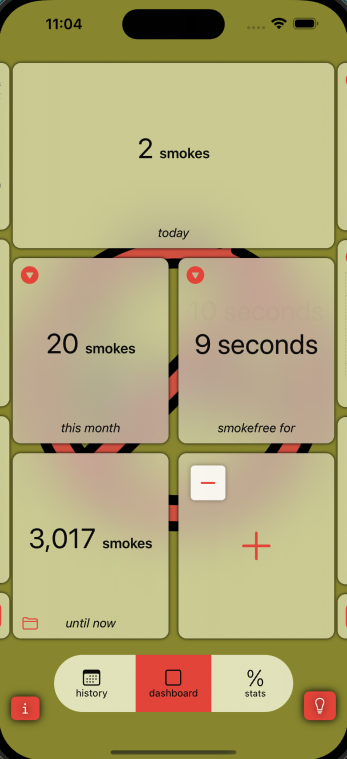 11:04
2 smokes
today
20 smokes
10 seconds
9 seconds
this month
smokefree for
3,017 smokes
until now
history
dashboard
%
stats
i